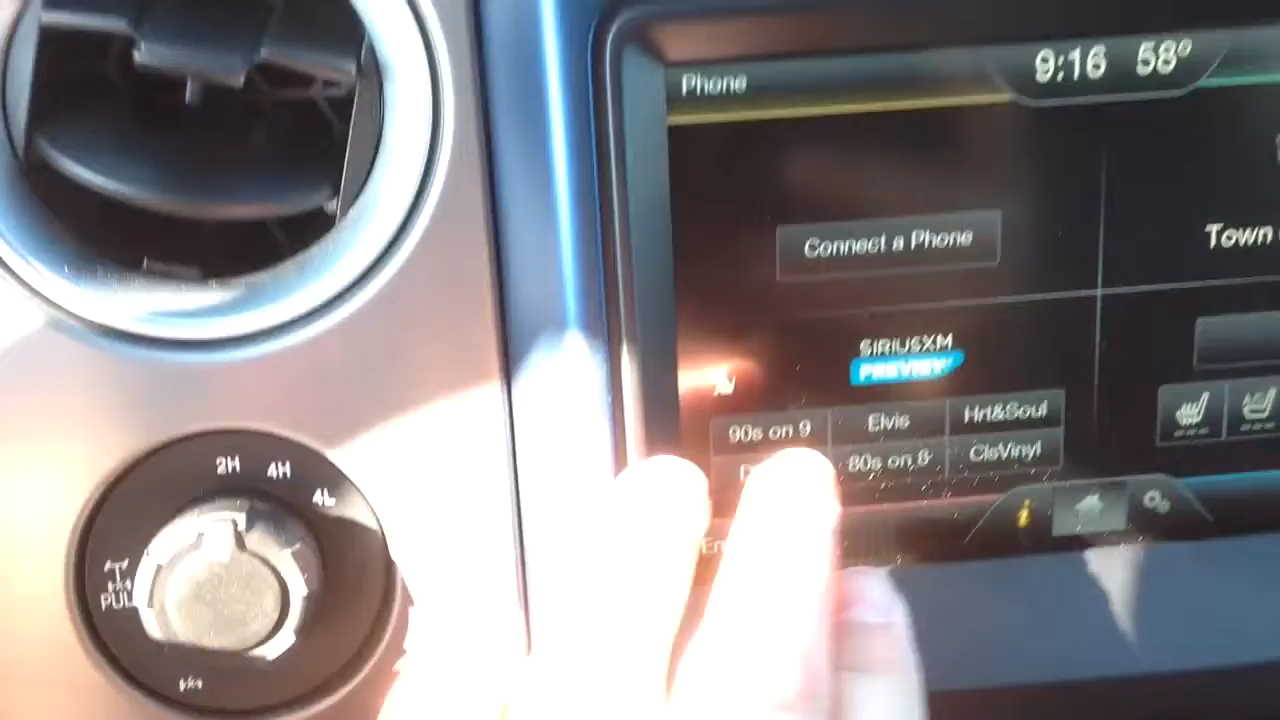 Phone
9:16 58°
Connect a Phone
Town
SIRIUSXM
PREVIEW
90s on 9
Elvis
Hrt&Soul
80s on 8
ClsVinyl
i
2H
4H
4L
PUL